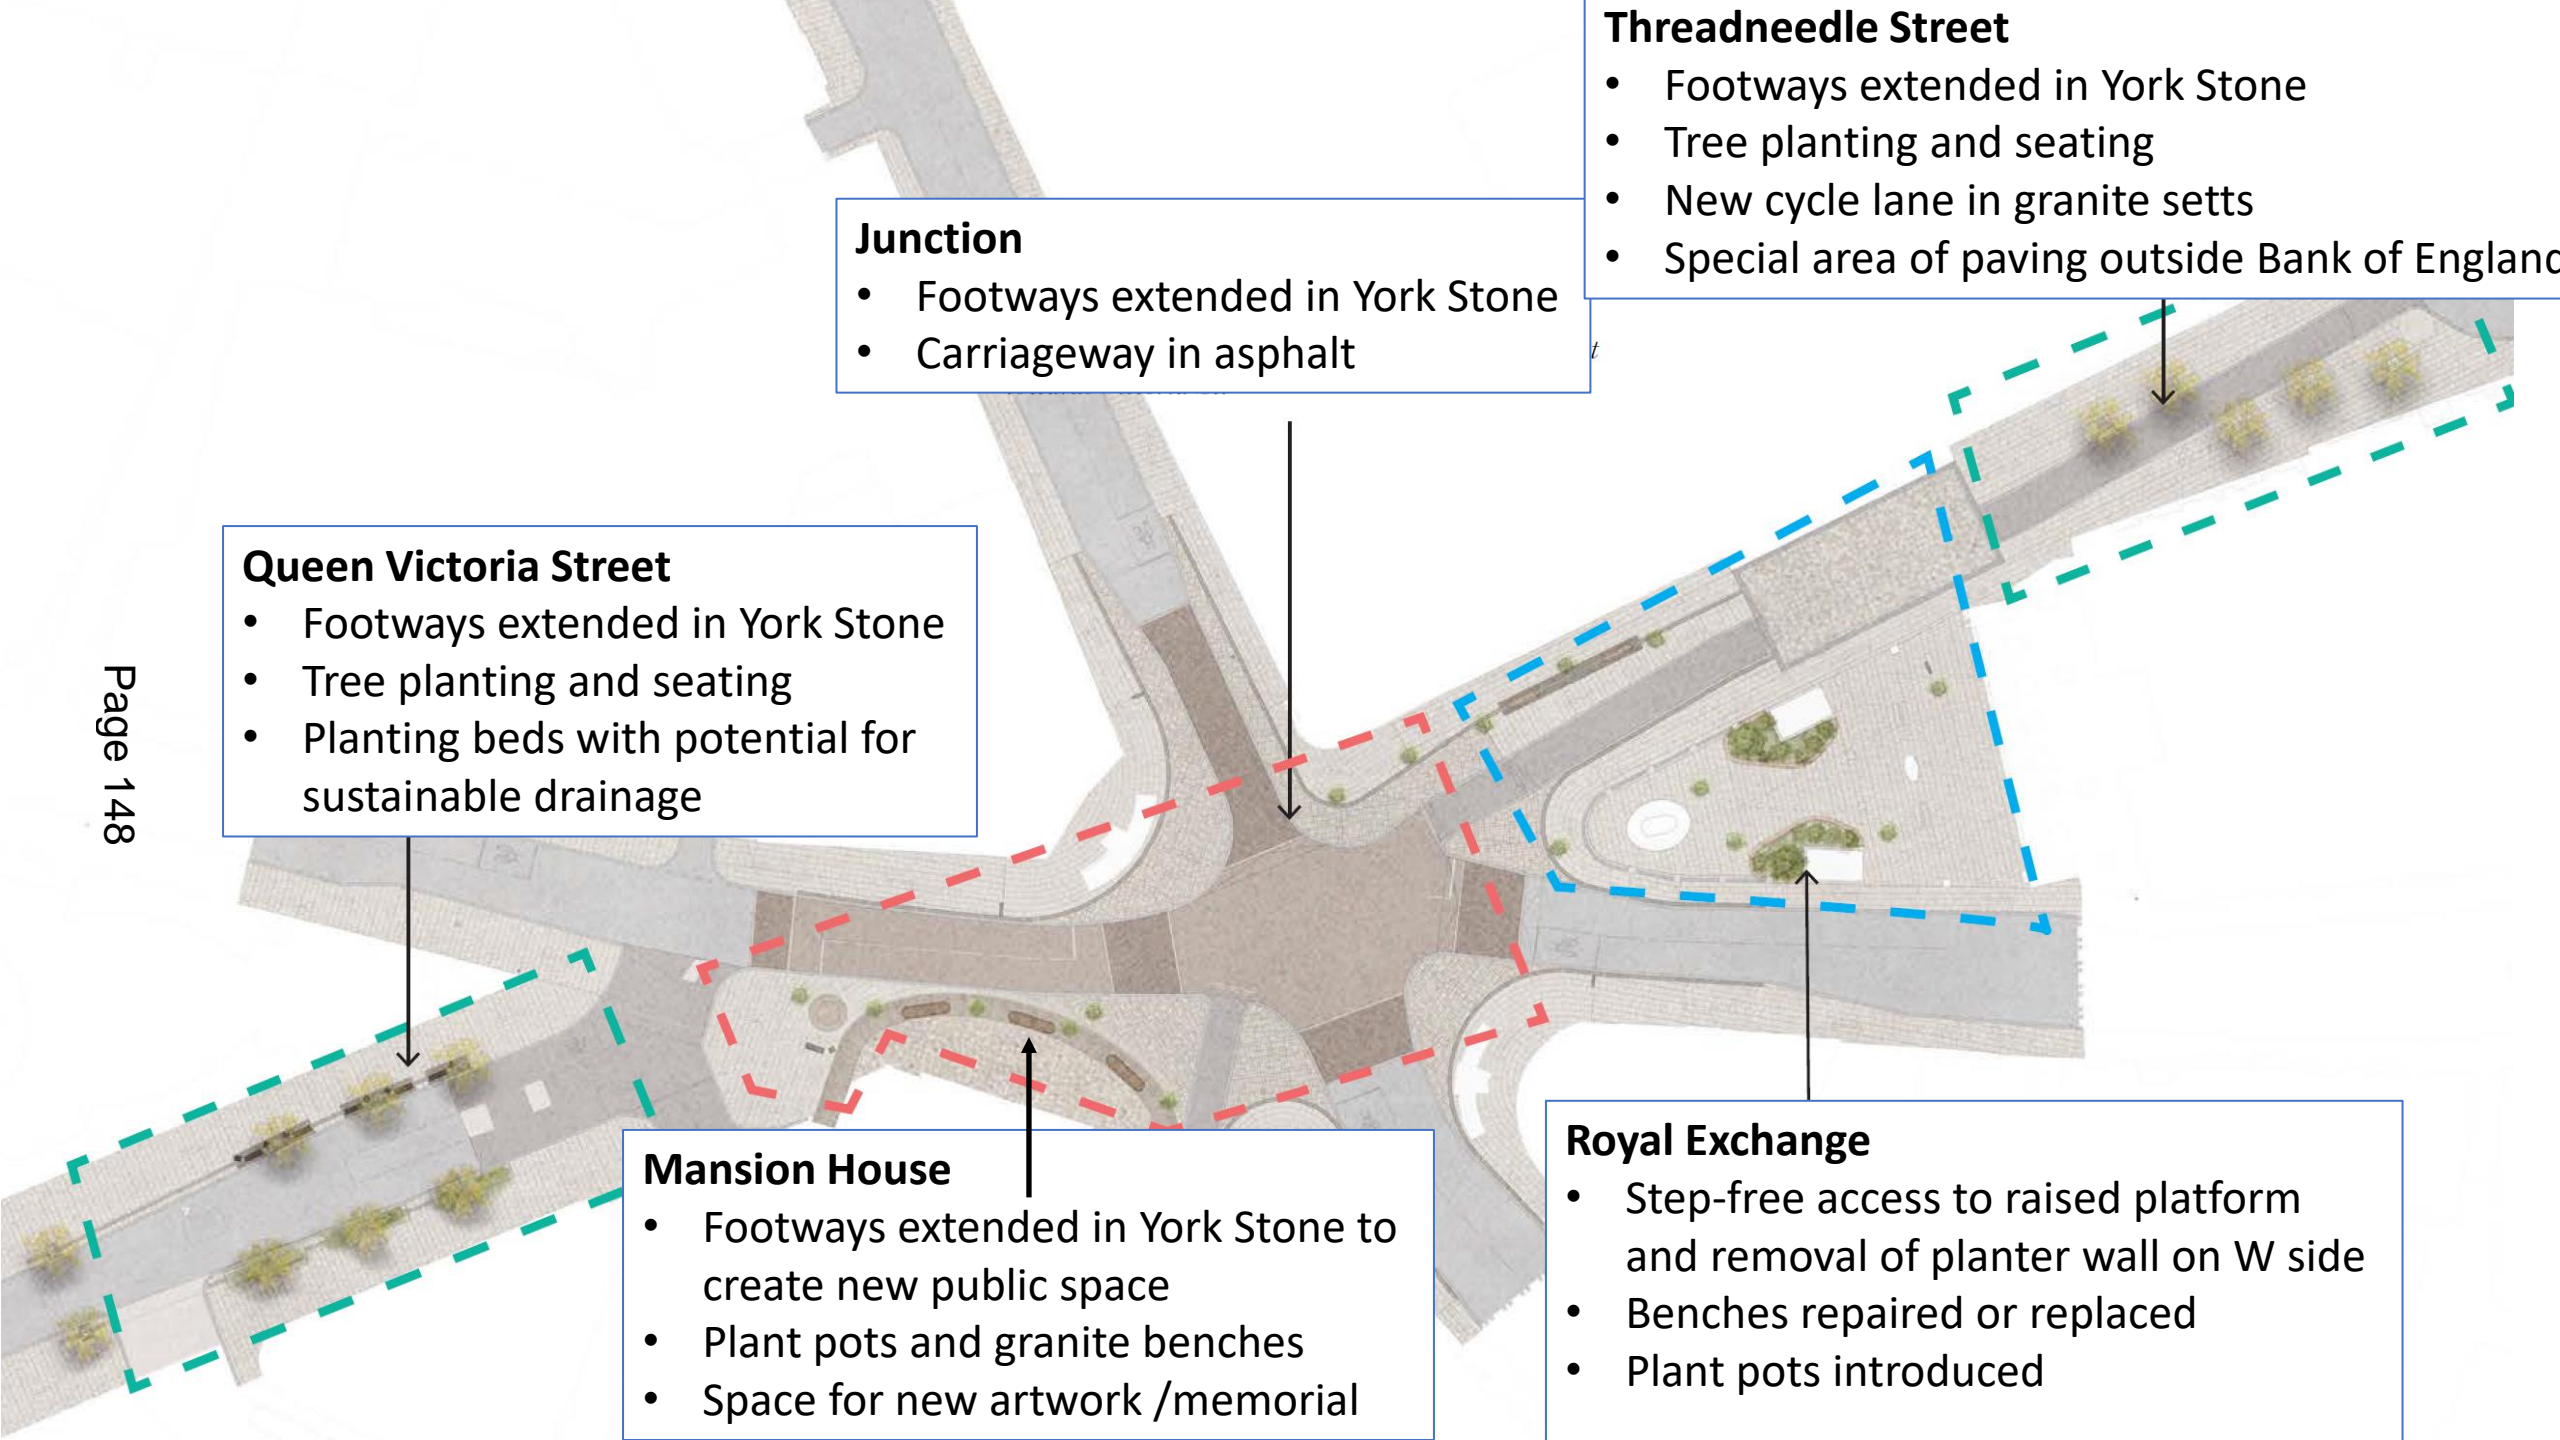 Threadneedle Street
• Footways extended in York Stone
• Tree planting and seating
• New cycle lane in granite setts
• Special area of paving outside Bank of England
Junction
• Footways extended in York Stone
• Carriageway in asphalt
t
Queen Victoria Street
• Footways extended in York Stone
• Tree planting and seating
• Planting beds with potential for
sustainable drainage
Page 148
Mansion House
• Footways extended in York Stone to
create new public space
• Plant pots and granite benches
• Space for new artwork /memorial
Royal Exchange
• Step-free access to raised platform
and removal of planter wall on W side
• Benches repaired or replaced
• Plant pots introduced